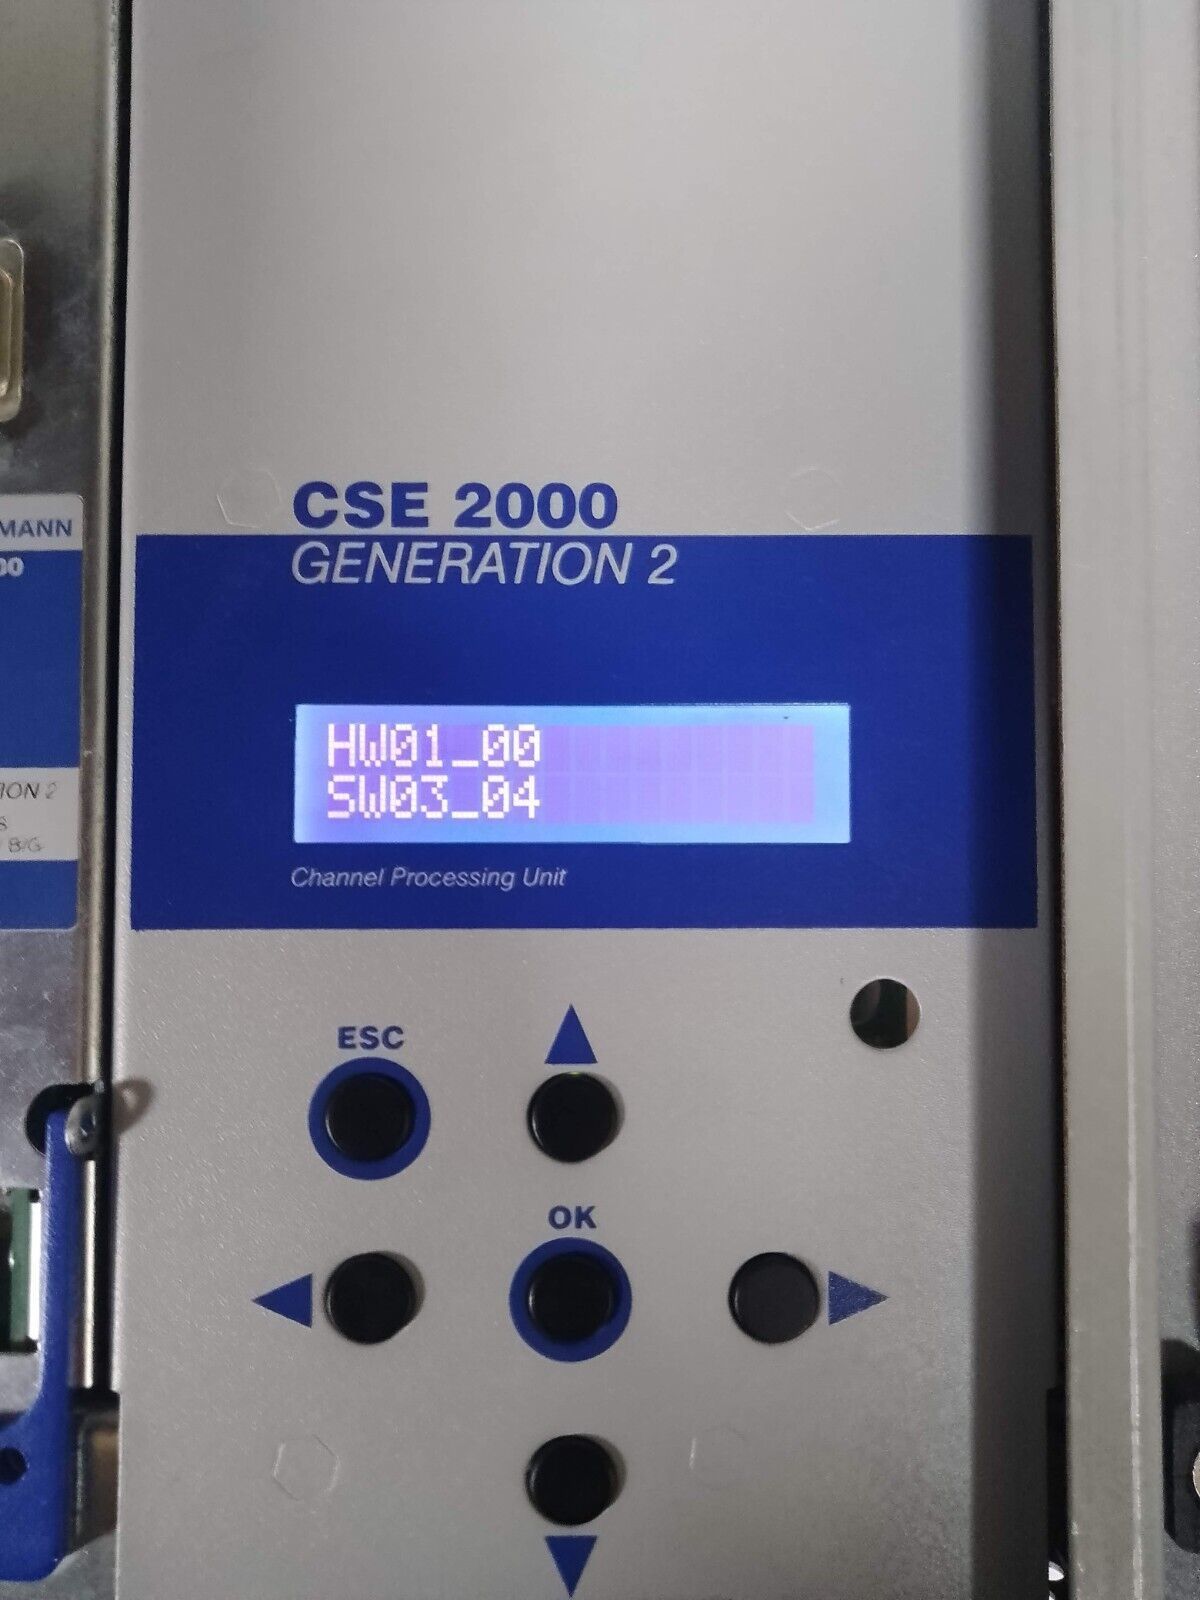 MANN
00
ION 2
S
B/G
CSE 2000
GENERATION 2
HW01_00
SW03_04
Channel Processing Unit
ESC
OK